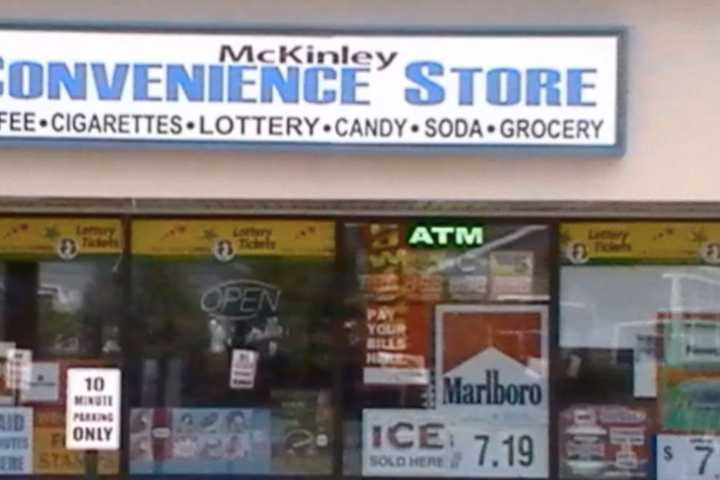 McKinley
CONVENIENCE STORE
FEE • CIGARETTES • LOTTERY • CANDY • SODA • GROCERY
Lottery
Tickets
Lottery
Tickets
ATM
Lottery
Tickets
OPEN
PAY
YOUR
BILLS
HERE
10
MINUTE
PARKING
ONLY
Marlboro
ICE
SOLD HERE
7.19
$ 7